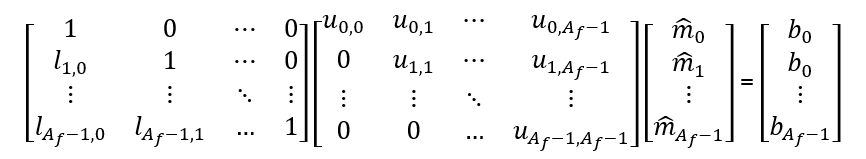 [1 0 ⋯ 0] [u_{0,0} u_{0,1} ⋯ u_{0,A_f−1}] [m̂_0] [b_0]
[l_{1,0} 1 ⋯ 0] [0 u_{1,1} ⋯ u_{1,A_f−1}] [m̂_1] = [b_0]
[⋮ ⋮ ⋱ ⋮] [⋮ ⋮ ⋱ ⋮] [⋮] [⋮]
[l_{A_f−1,0} l_{A_f−1,1} … 1] [0 0 … u_{A_f−1,A_f−1}] [m̂_{A_f−1}] [b_{A_f−1}]